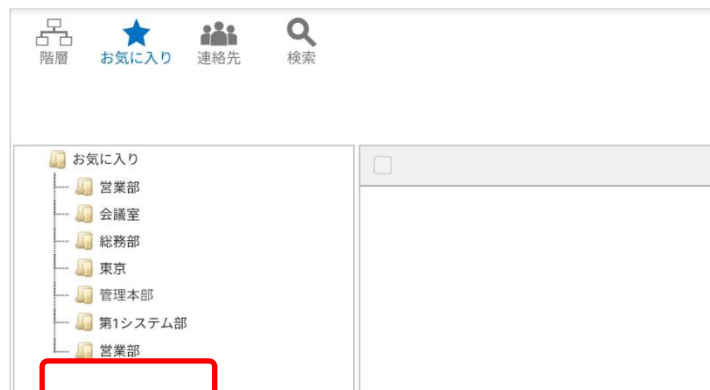 階層 お気に入り 連絡先 検索
お気に入り
営業部
会議室
総務部
東京
管理本部
第1システム部
営業部